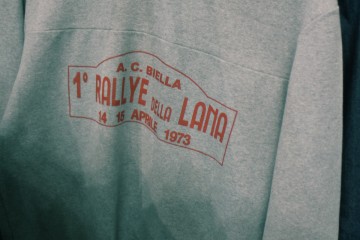 A. C. BIELLA
1° RALLYE DELLA LANA
14 15 APRILE 1973